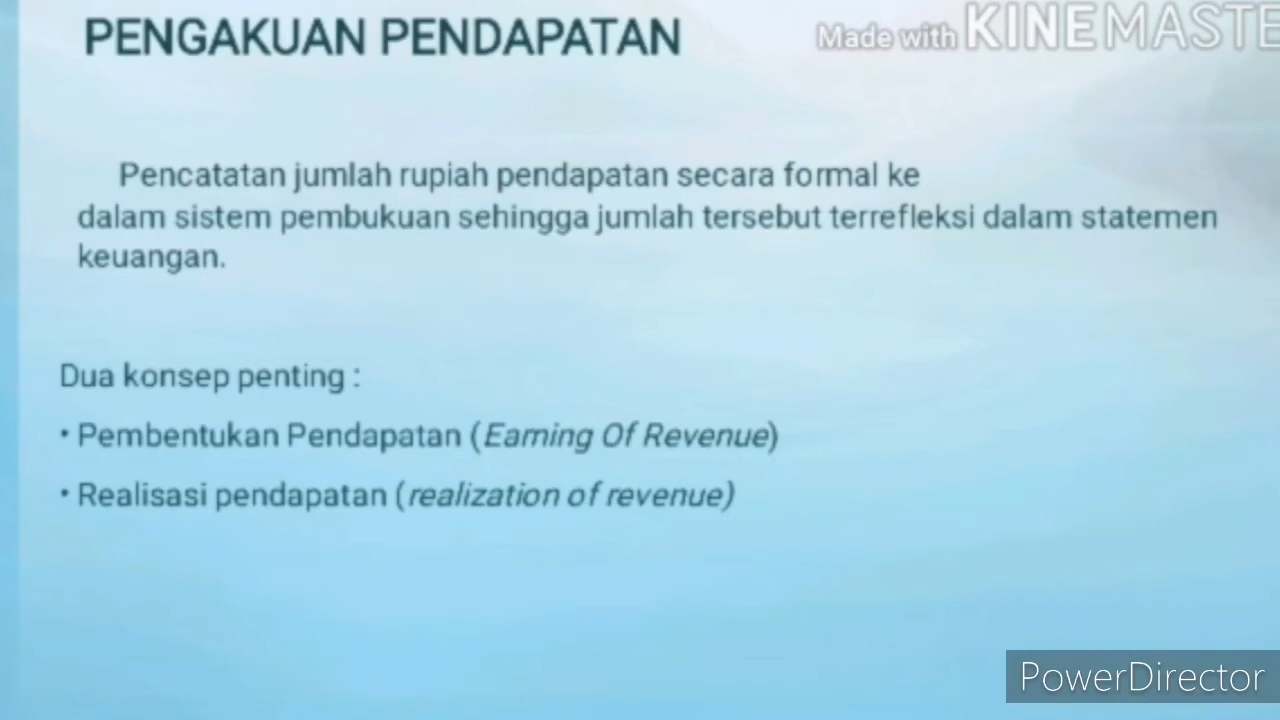 PENGAKUAN PENDAPATAN
Made with KINEMASTE
Pencatatan jumlah rupiah pendapatan secara formal ke
dalam sistem pembukuan sehingga jumlah tersebut terrefleksi dalam statemen
keuangan.
Dua konsep penting :
• Pembentukan Pendapatan (Earning Of Revenue)
• Realisasi pendapatan (realization of revenue)
PowerDirector